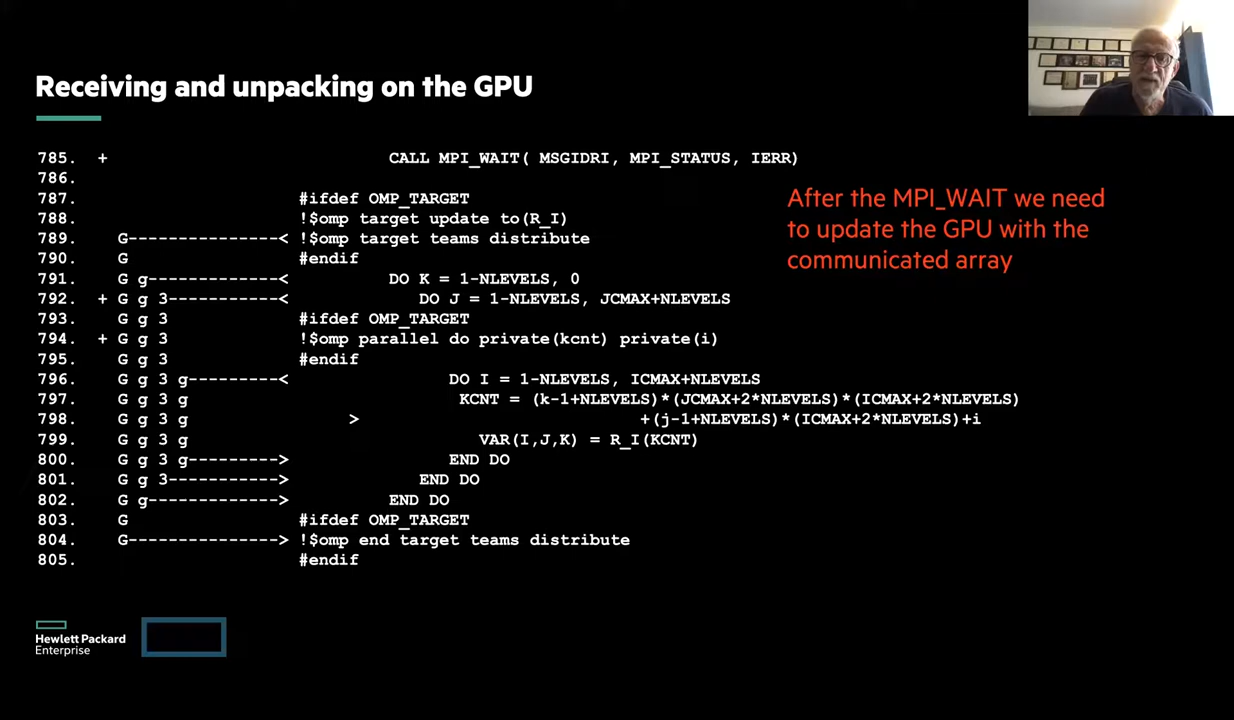 Receiving and unpacking on the GPU
785. + CALL MPI_WAIT( MSGIDRI, MPI_STATUS, IERR)
786.
787. #ifdef OMP_TARGET
788. !$omp target update to(R_I)
789. G---------------< !$omp target teams distribute
790. G #endif
791. G g-------------< DO K = 1-NLEVELS, 0
792. + G g 3-----------< DO J = 1-NLEVELS, JCMAX+NLEVELS
793. G g 3 #ifdef OMP_TARGET
794. + G g 3 !$omp parallel do private(kcnt) private(i)
795. G g 3 #endif
796. G g 3 g---------< DO I = 1-NLEVELS, ICMAX+NLEVELS
797. G g 3 g KCNT = (k-1+NLEVELS)*(JCMAX+2*NLEVELS)*(ICMAX+2*NLEVELS)
798. G g 3 g > +(j-1+NLEVELS)*(ICMAX+2*NLEVELS)+i
799. G g 3 g VAR(I,J,K) = R_I(KCNT)
800. G g 3 g---------> END DO
801. G g 3-----------> END DO
802. G g-------------> END DO
803. G #ifdef OMP_TARGET
804. G---------------> !$omp end target teams distribute
805. #endif
After the MPI_WAIT we need
to update the GPU with the
communicated array
Hewlett Packard
Enterprise